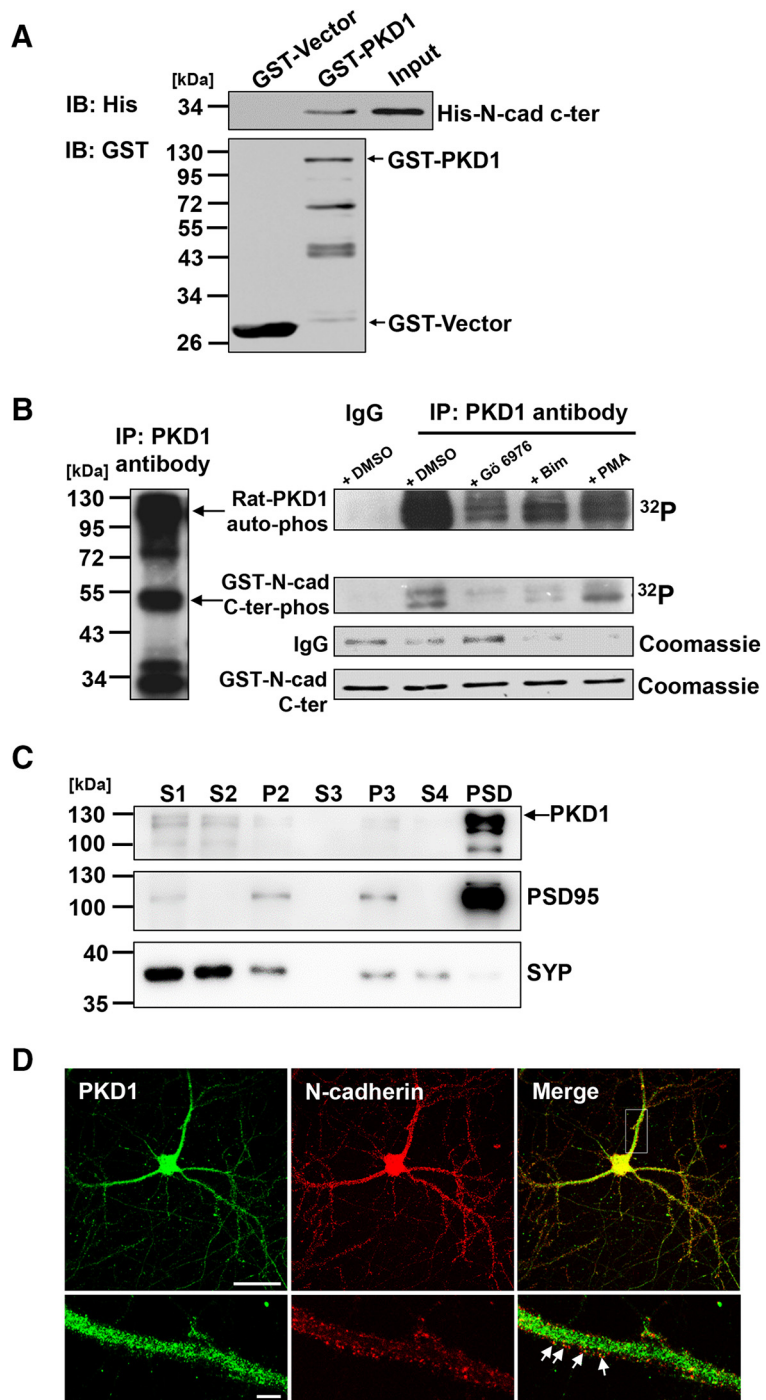 A
GST-Vector
GST-PKD1
Input
[kDa]
IB: His
34
His-N-cad c-ter
IB: GST
130
95
72
55
43
34
26
GST-PKD1
GST-Vector
B
IgG
IP: PKD1 antibody
IP: PKD1
antibody
+ DMSO
+ DMSO
+ Gö 6976
+ Bim
+ PMA
[kDa]
130
95
72
55
43
34
Rat-PKD1
auto-phos
32P
GST-N-cad
C-ter-phos
32P
IgG
Coomassie
GST-N-cad
C-ter
Coomassie
C
[kDa]
S1 S2 P2 S3 P3 S4 PSD
130
100
PKD1
130
100
PSD95
40
35
SYP
D
PKD1
N-cadherin
Merge